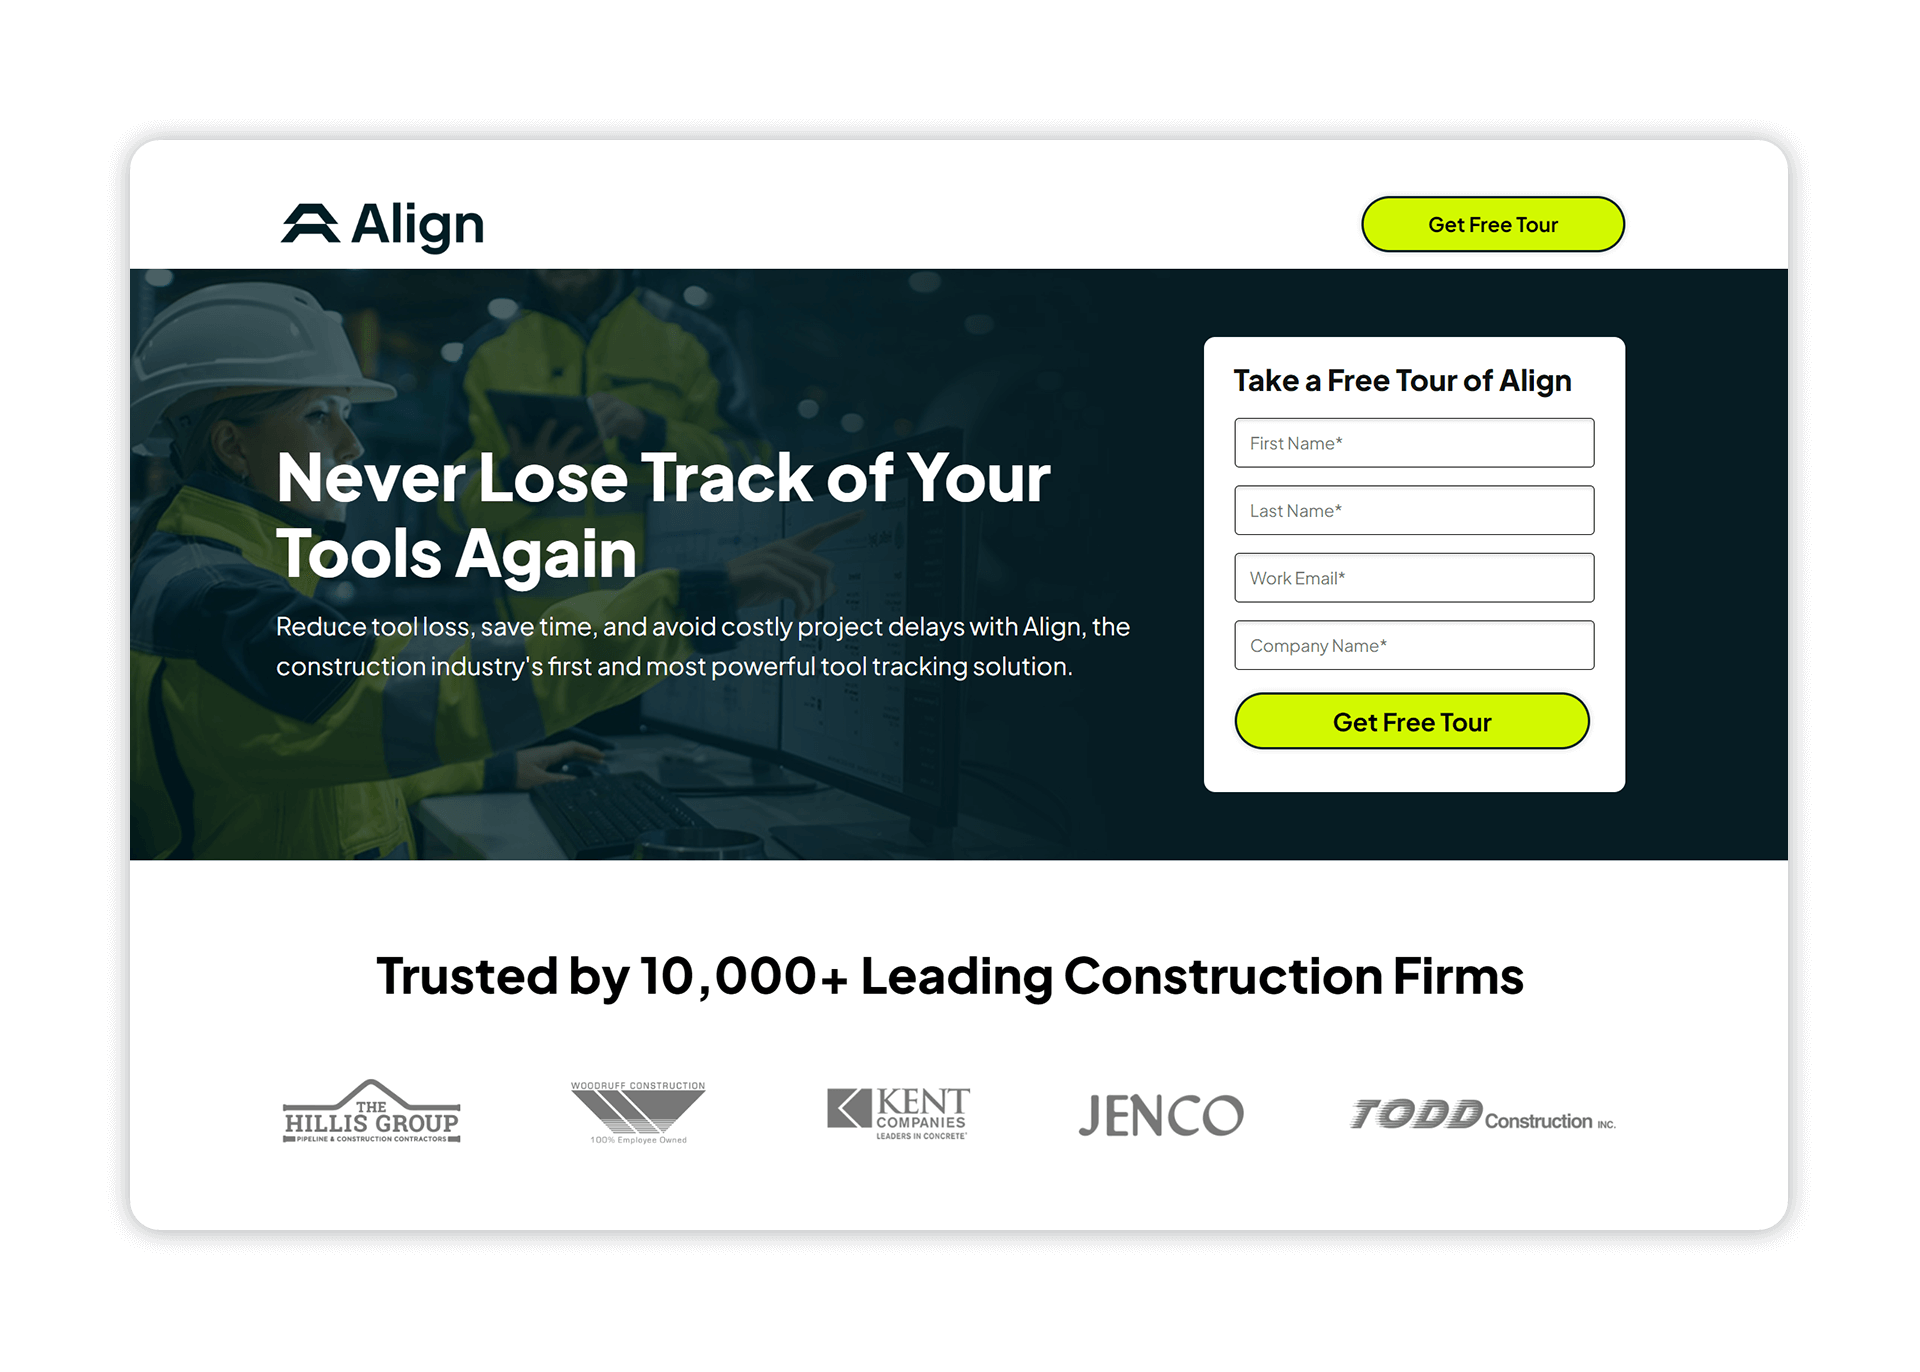 Align
Get Free Tour
Never Lose Track of Your
Tools Again
Reduce tool loss, save time, and avoid costly project delays with Align, the
construction industry's first and most powerful tool tracking solution.
Take a Free Tour of Align
First Name*
Last Name*
Work Email*
Company Name*
Get Free Tour
Trusted by 10,000+ Leading Construction Firms
THE
HILLIS GROUP
PIPELINE & CONSTRUCTION CONTRACTORS
WOODRUFF CONSTRUCTION
100% Employee Owned
KENT
COMPANIES
LEADERS IN CONCRETE
JENCO
TODD Construction INC.